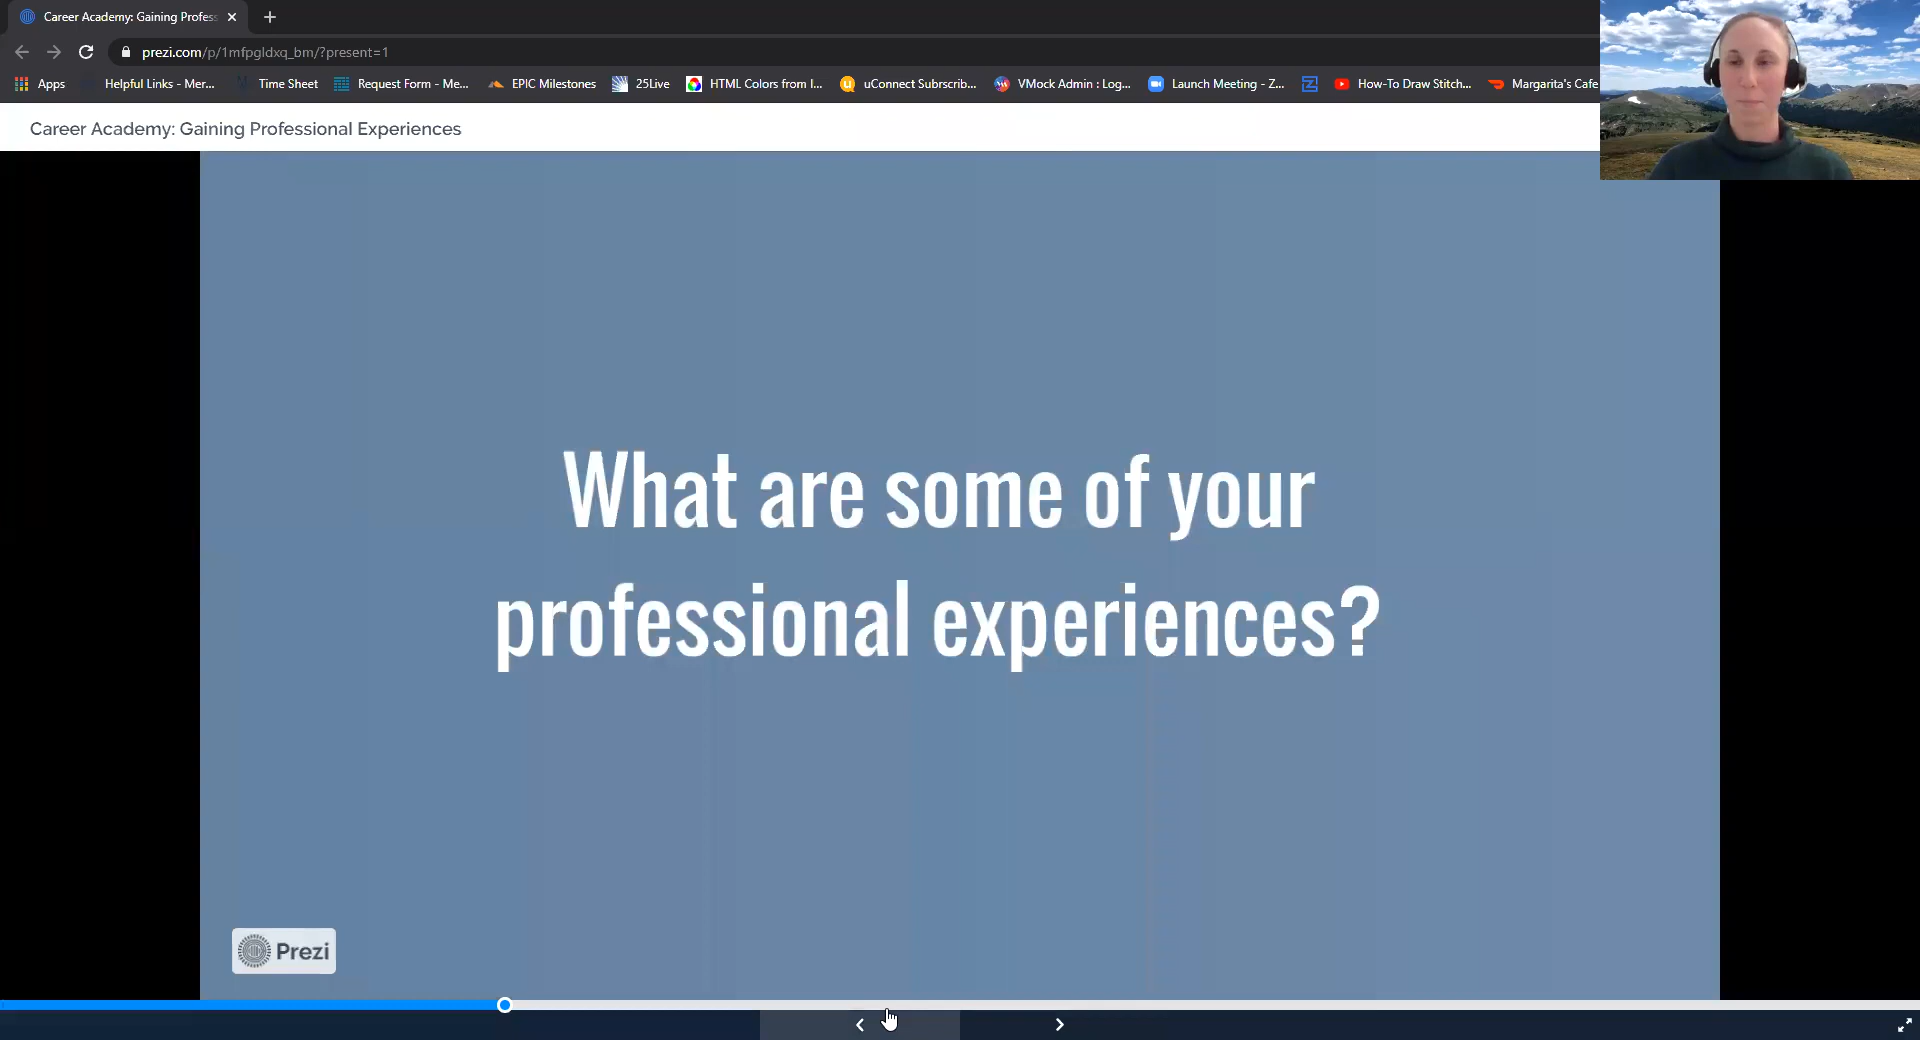 Career Academy: Gaining Profess
prezi.com/p/1mfpgldxq_bm/?present=1
Apps Helpful Links - Mer... Time Sheet Request Form - Me... EPIC Milestones 25Live HTML Colors from I... uConnect Subrscrib... VMock Admin : Log... Launch Meeting - Z... How-To Draw Stitch... Margarita's Cafe
Career Academy: Gaining Professional Experiences
What are some of your
professional experiences?
Prezi